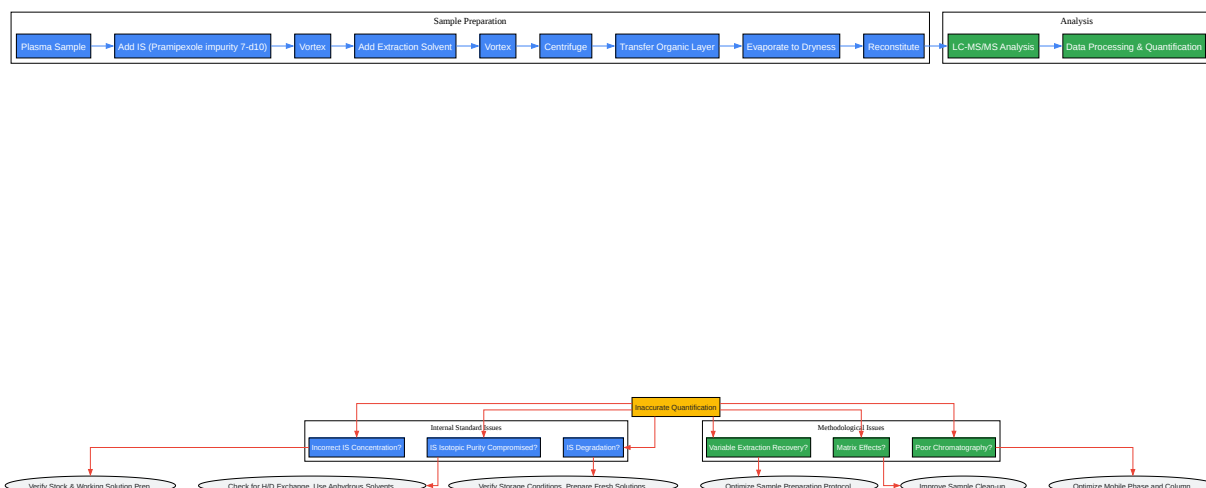 Sample Preparation
Analysis
Plasma Sample
Add IS (Pramipexole impurity 7-d10)
Vortex
Add Extraction Solvent
Vortex
Centrifuge
Transfer Organic Layer
Evaporate to Dryness
Reconstitute
LC-MS/MS Analysis
Data Processing & Quantification
Inaccurate Quantification
Internal Standard Issues
Methodological Issues
Incorrect IS Concentration?
IS Isotopic Purity Compromised?
IS Degradation?
Variable Extraction Recovery?
Matrix Effects?
Poor Chromatography?
Verify Stock & Working Solution Prep
Check for H/D Exchange, Use Anhydrous Solvents
Verify Storage Conditions, Prepare Fresh Solutions
Optimize Sample Preparation Protocol
Improve Sample Clean-up
Optimize Mobile Phase and Column